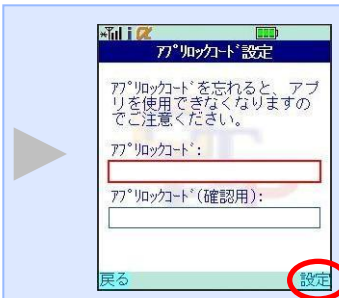 ｱﾌﾟﾘﾛｯｸｺｰﾄﾞ設定
ｱﾌﾟﾘﾛｯｸｺｰﾄﾞを忘れると、アプ
リを使用できなくなりますの
でご注意ください。
ｱﾌﾟﾘﾛｯｸｺｰﾄﾞ:
ｱﾌﾟﾘﾛｯｸｺｰﾄﾞ(確認用):
戻る 設定